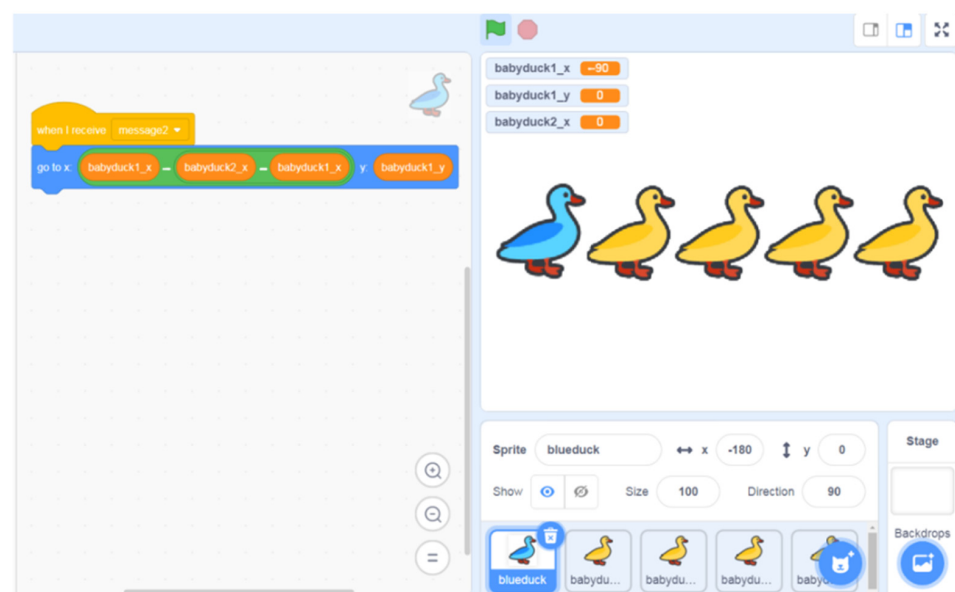 when I receive message2
go to x: babyduck1_x - babyduck2_x - babyduck1_x y: babyduck1_y
babyduck1_x -90
babyduck1_y 0
babyduck2_x 0
Sprite blueduck x -180 y 0
Show Size 100 Direction 90
Stage
Backdrops
blueduck babydu... babydu... babydu... babyd